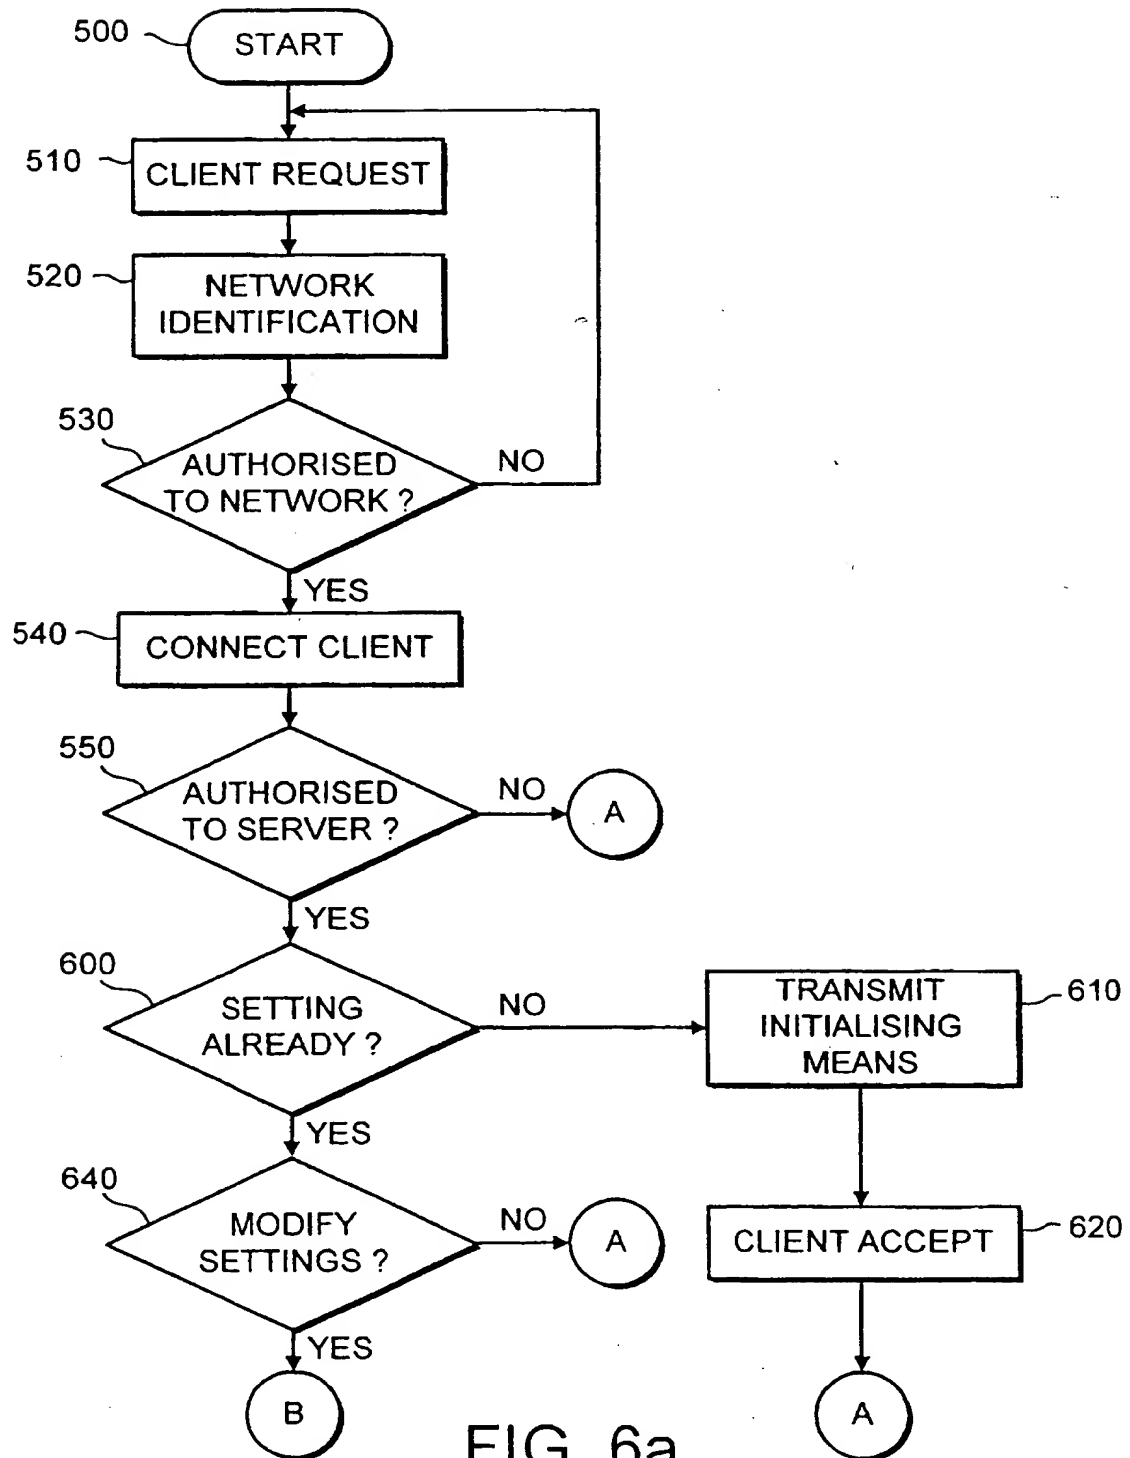 500
START
510
CLIENT REQUEST
520
NETWORK
IDENTIFICATION
530
AUTHORISED
TO NETWORK ?
NO
YES
540
CONNECT CLIENT
550
AUTHORISED
TO SERVER ?
NO
A
YES
600
SETTING
ALREADY ?
NO
TRANSMIT
INITIALISING
MEANS
610
YES
640
MODIFY
SETTINGS ?
NO
A
CLIENT ACCEPT
620
YES
B
A
FIG. 6a